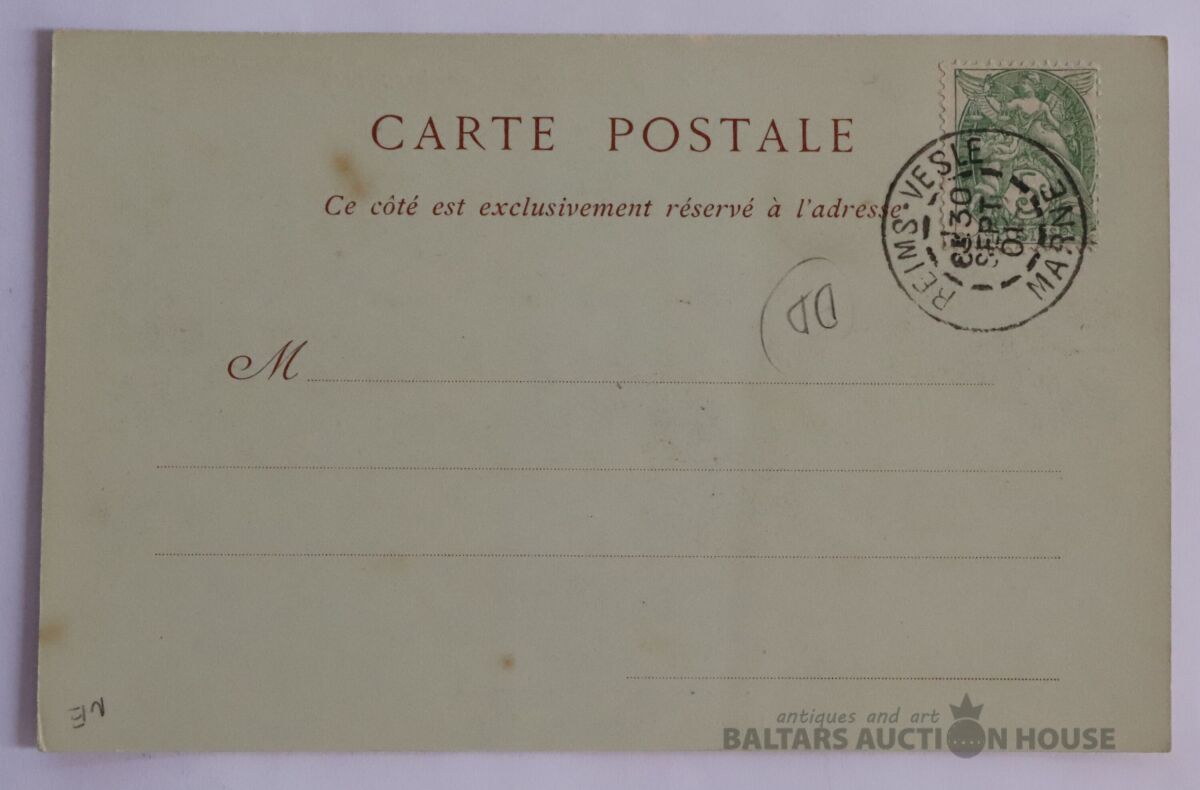 CARTE POSTALE
Ce côté est exclusivement réservé à l'adresse
REIMS-VESLE
30
SEPT
01
MARNE
M
antiques and art
BALTARS AUCTION HOUSE